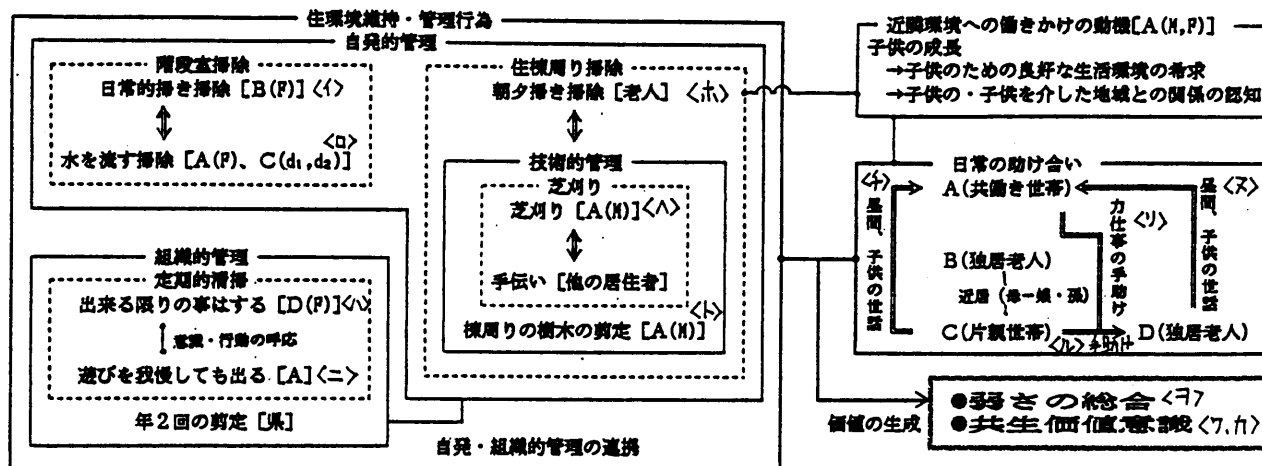 住環境維持・管理行為
自発的管理
階段室掃除
日常的掃き掃除 [B(F)] <イ>
<ロ>
水を流す掃除 [A(F)、C(d₁,d₂)]
住棟周り掃除
朝夕掃き掃除 [老人] <ホ>
技術的管理
芝刈り
芝刈り [A(M)] <ヘ>
手伝い [他の居住者]
<ト>
棟周りの樹木の剪定 [A(M)]
組織的管理
定期的清掃
出来る限りの事はする [D(F)] <ハ>
意識・行動の呼応
遊びを我慢しても出る [A] <ニ>
年2回の剪定 [県]
自発・組織的管理の連携
近隣環境への働きかけの動機 [A(M,F)]
子供の成長
→子供のための良好な生活環境の希求
→子供の・子供を介した地域との関係の認知
日常の助け合い
<チ>
A(共働き世帯)
<ヌ>
昼間、子供の世話
力仕事の手助け
<リ>
昼間、子供の世話
B(独居老人)
近居(母ー娘・孫)
C(片親世帯)
<ル>
手助け
D(独居老人)
価値の生成
●弱さの総合 <ヲ>
●共生価値意識 <ワ,カ>